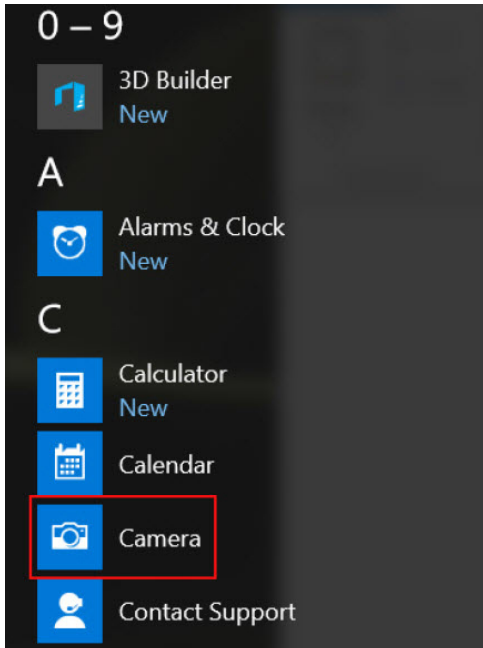 0 – 9
3D Builder
New
A
Alarms & Clock
New
C
Calculator
New
Calendar
Camera
Contact Support